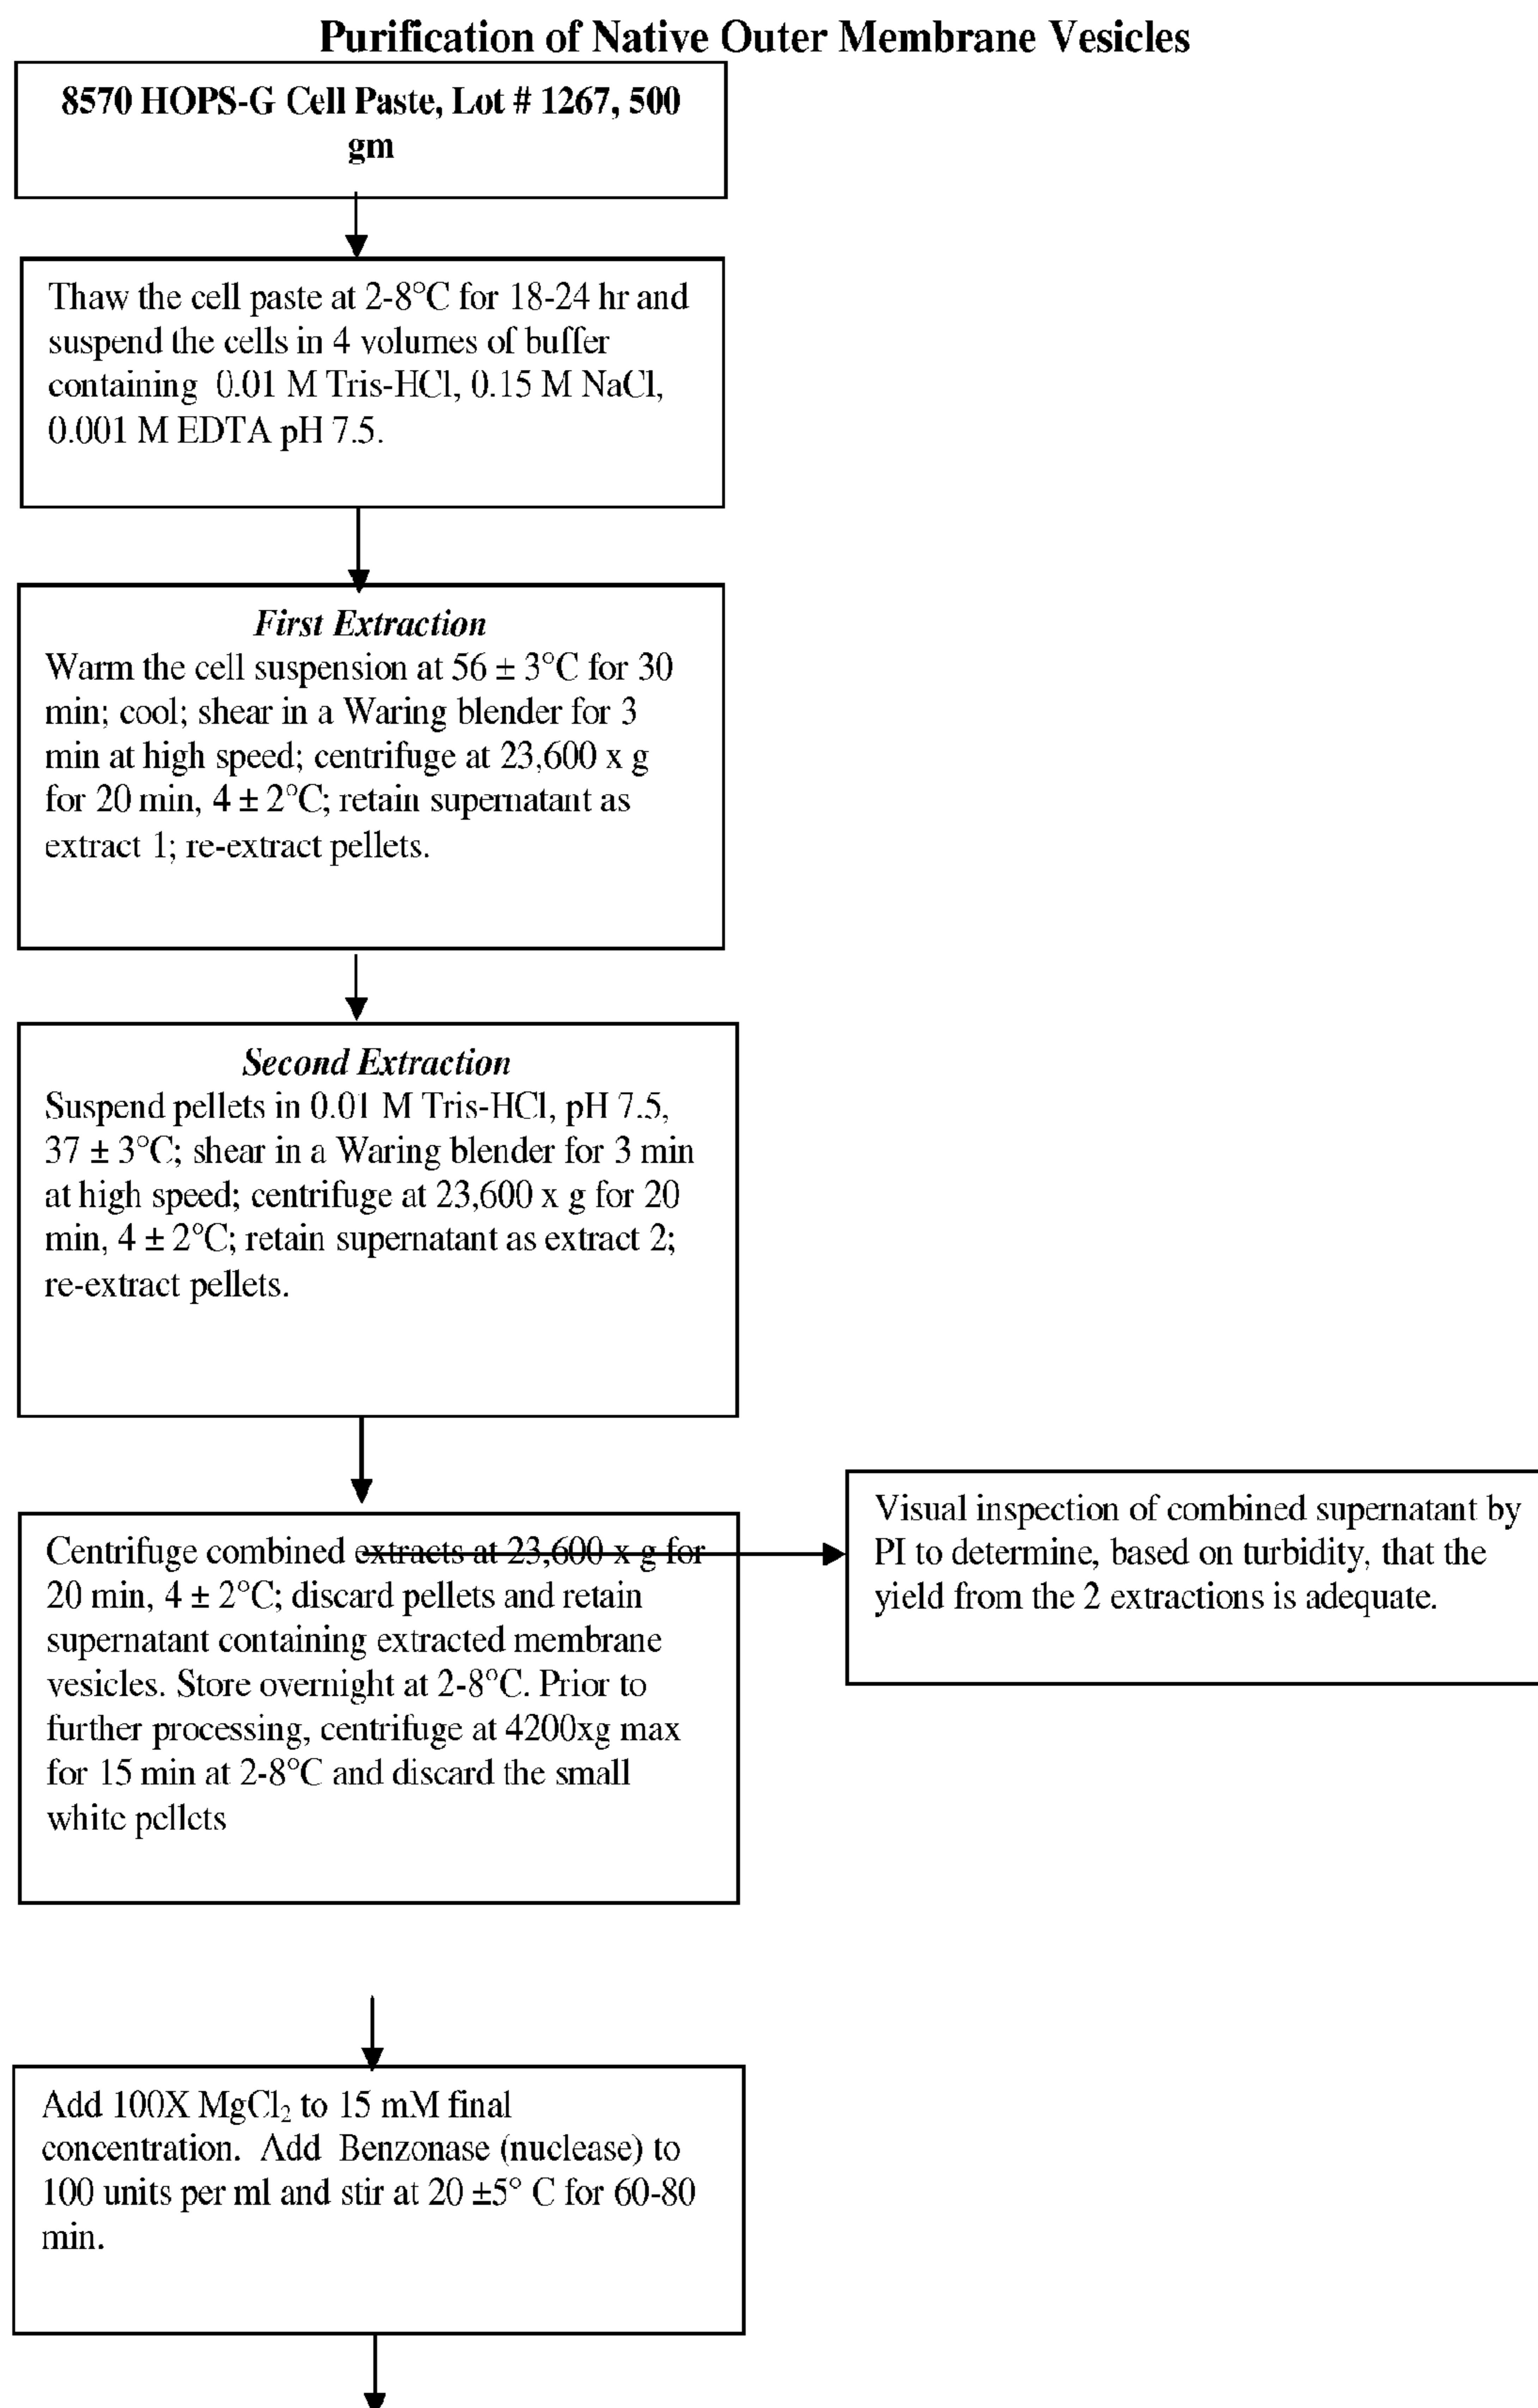 Purification of Native Outer Membrane Vesicles
8570 HOPS-G Cell Paste, Lot # 1267, 500
gm
Thaw the cell paste at 2-8°C for 18-24 hr and
suspend the cells in 4 volumes of buffer
containing 0.01 M Tris-HCl, 0.15 M NaCl,
0.001 M EDTA pH 7.5.
First Extraction
Warm the cell suspension at 56 ± 3°C for 30
min; cool; shear in a Waring blender for 3
min at high speed; centrifuge at 23,600 x g
for 20 min, 4 ± 2°C; retain supernatant as
extract 1; re-extract pellets.
Second Extraction
Suspend pellets in 0.01 M Tris-HCl, pH 7.5,
37 ± 3°C; shear in a Waring blender for 3 min
at high speed; centrifuge at 23,600 x g for 20
min, 4 ± 2°C; retain supernatant as extract 2;
re-extract pellets.
Centrifuge combined extracts at 23,600 x g for
20 min, 4 ± 2°C; discard pellets and retain
supernatant containing extracted membrane
vesicles. Store overnight at 2-8°C. Prior to
further processing, centrifuge at 4200xg max
for 15 min at 2-8°C and discard the small
white pellets
Visual inspection of combined supernatant by
PI to determine, based on turbidity, that the
yield from the 2 extractions is adequate.
Add 100X MgCl₂ to 15 mM final
concentration. Add Benzonase (nuclease) to
100 units per ml and stir at 20 ±5° C for 60-80
min.